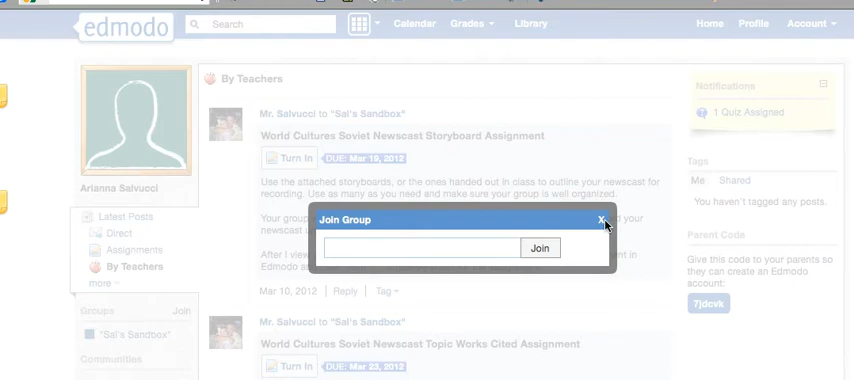 edmodo
Search
Calendar
Grades
Library
Home
Profile
Account
By Teachers
Notifications
1 Quiz Assigned
Mr. Salvucci to "Sal's Sandbox"
World Cultures Soviet Newscast Storyboard Assignment
Turn In
DUE: Mar 19, 2012
Use the attached storyboards, or the ones handed out in class to outline your newscast for
recording. Use as many as you need and make sure your group is well organized.
Your group
d your
newscast
After I view
ent in
Edmodo
Mar 10, 2012 | Reply | Tag
Join Group X
Join
Arianna Salvucci
Latest Posts
Direct
Assignments
By Teachers
more
Groups Join
"Sal's Sandbox"
Communities
Tags
Me Shared
You haven't tagged any posts.
Parent Code
Give this code to your parents so
they can create an Edmodo
account:
7jdcvk
Mr. Salvucci to "Sal's Sandbox"
World Cultures Soviet Newscast Topic Works Cited Assignment
Turn In
DUE: Mar 23, 2012